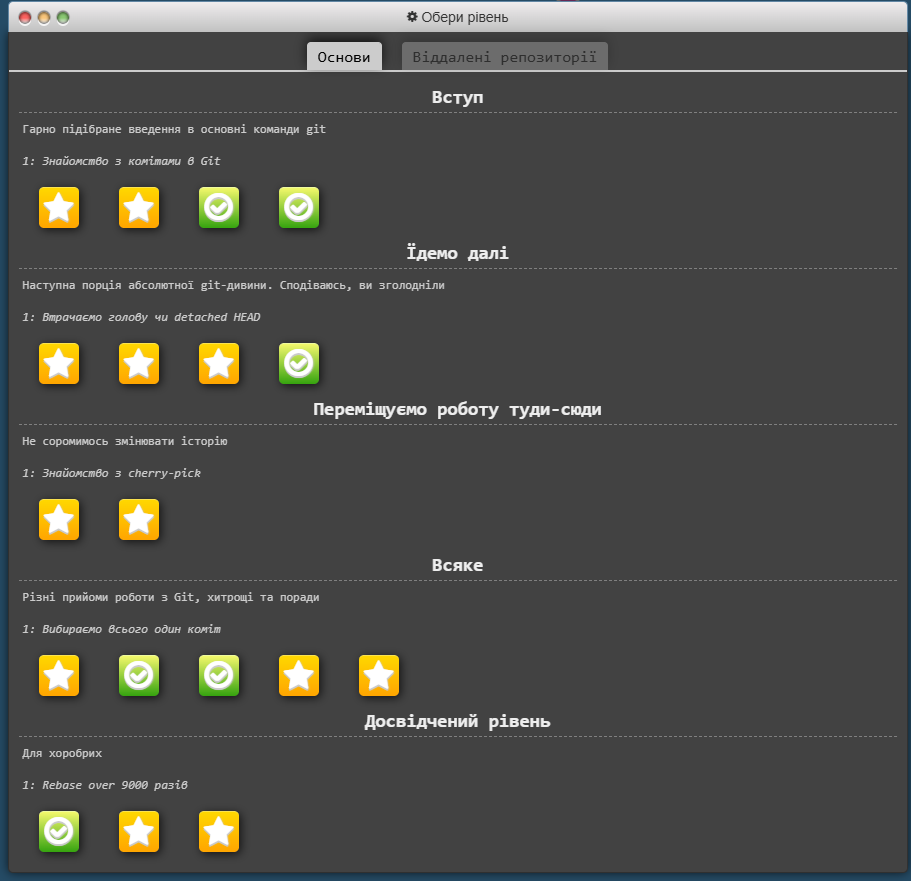 Обери рівень
Основи
Віддалені репозиторії
Вступ
Гарно підібране введення в основні команди git
1: Знайомство з комітами в Git
Їдемо далі
Наступна порція абсолютної git-дивини. Сподіваюсь, ви зголодніли
1: Втрачаємо голову чи detached HEAD
Переміщуємо роботу туди-сюди
Не соромимось змінювати історію
1: Знайомство з cherry-pick
Всяке
Різні прийоми роботи з Git, хитрощі та поради
1: Вибираємо всього один коміт
Досвідчений рівень
Для хоробрих
1: Rebase over 9000 разів